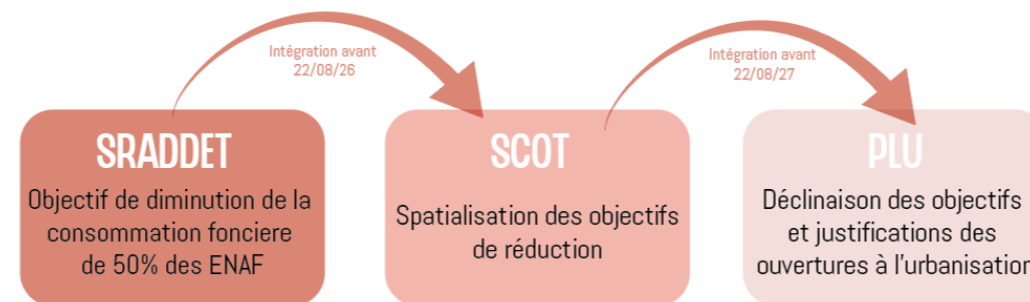 Intégration avant
22/08/26
Intégration avant
22/08/27
SRADDET
Objectif de diminution de la
consommation fonciere
de 50% des ENAF
SCOT
Spatialisation des objectifs
de réduction
PLU
Déclinaison des objectifs
et justifications des
ouvertures à l'urbanisation